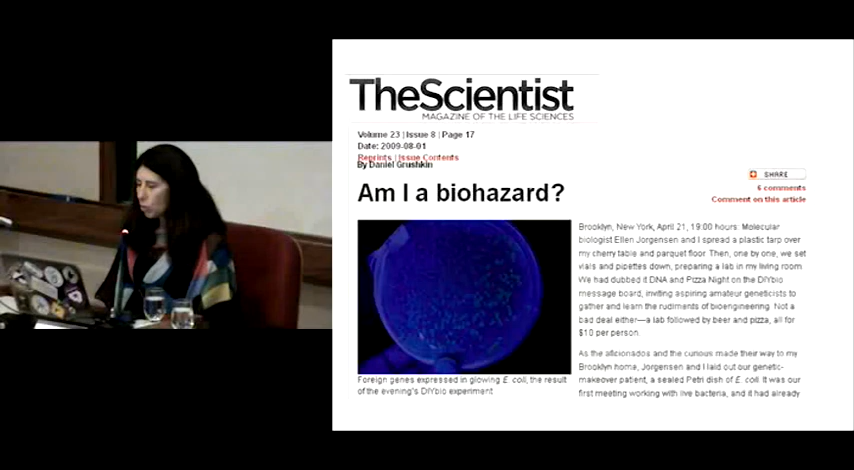 TheScientist
MAGAZINE OF THE LIFE SCIENCES
Volume 23 | Issue 8 | Page 17
Date: 2009-08-01
Reprints | Issue Contents
By Daniel Grushkin
SHARE
Am I a biohazard?
6 comments
Comment on this article
Brooklyn, New York, April 21, 19:00 hours: Molecular
biologist Ellen Jorgensen and I spread a plastic tarp over
my cherry table and parquet floor. Then, one by one, we set
vials and pipettes down, preparing a lab in my living room.
We had dubbed it DNA and Pizza Night on the DIYbio
message board, inviting aspiring amateur geneticists to
gather and learn the rudiments of bioengineering. Not a
bad deal either—a lab followed by beer and pizza, all for
$10 per person.
As the aficionados and the curious made their way to my
Brooklyn home, Jorgensen and I laid out our genetic-
makeover patient, a sealed Petri dish of E. coli. It was our
first meeting working with live bacteria, and it had already
Foreign genes expressed in glowing E. coli, the result
of the evening's DIYbio experiment